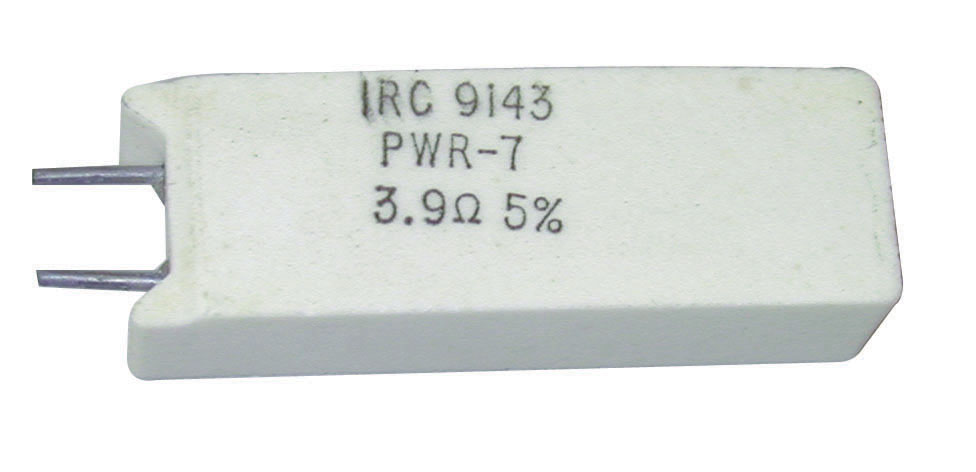 IRC 9143
PWR-7
3.9Ω 5%